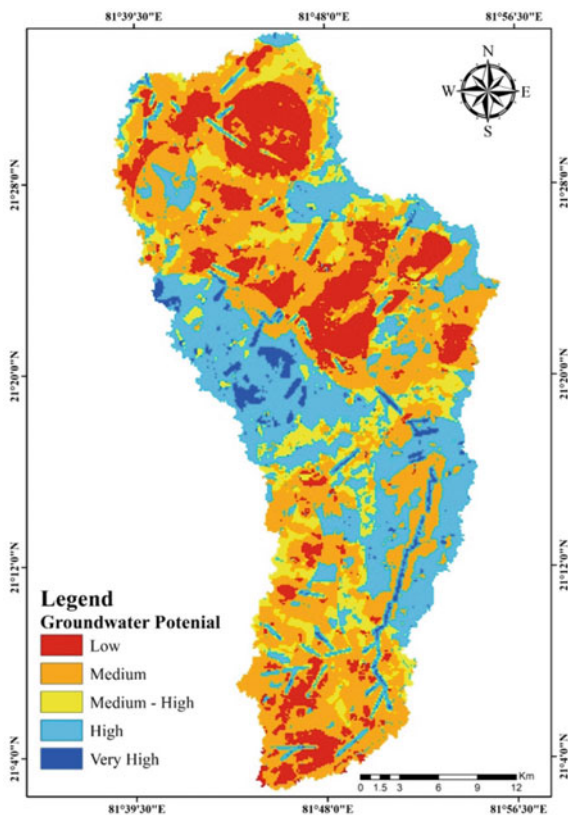 81°39'30"E 81°48'0"E 81°56'30"E
N
W E
S
21°28'0"N 21°28'0"N
21°20'0"N 21°20'0"N
21°12'0"N 21°12'0"N
Legend
Groundwater Potenial
Low
Medium
Medium - High
High
Very High
21°4'0"N 21°4'0"N
Km
0 1.5 3 6 9 12
81°39'30"E 81°48'0"E 81°56'30"E